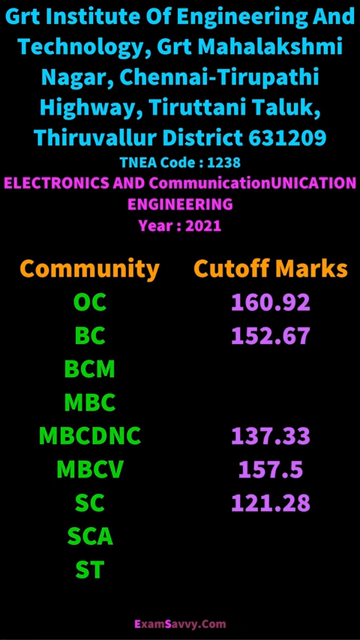 Grt Institute Of Engineering And
Technology, Grt Mahalakshmi
Nagar, Chennai-Tirupathi
Highway, Tiruttani Taluk,
Thiruvallur District 631209
TNEA Code : 1238
ELECTRONICS AND CommunicationUNICATION
ENGINEERING
Year : 2021
Community Cutoff Marks
OC 160.92
BC 152.67
BCM
MBC
MBCDNC 137.33
MBCV 157.5
SC 121.28
SCA
ST
ExamSavvy.Com